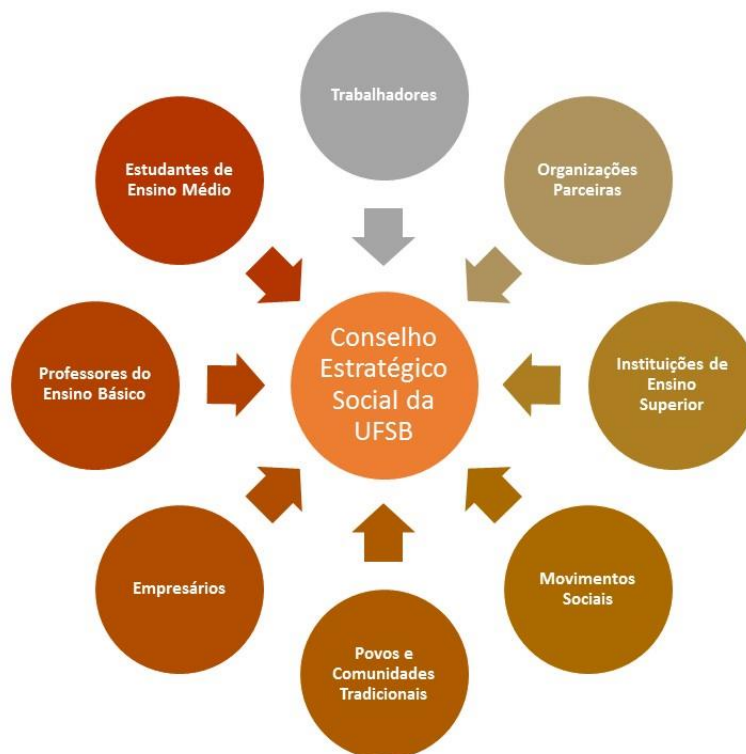 Trabalhadores
Organizações
Parceiras
Instituições de
Ensino
Superior
Movimentos
Sociais
Povos e
Comunidades
Tradicionais
Empresários
Professores do
Ensino Básico
Estudantes de
Ensino Médio
Conselho
Estratégico
Social da
UFSB